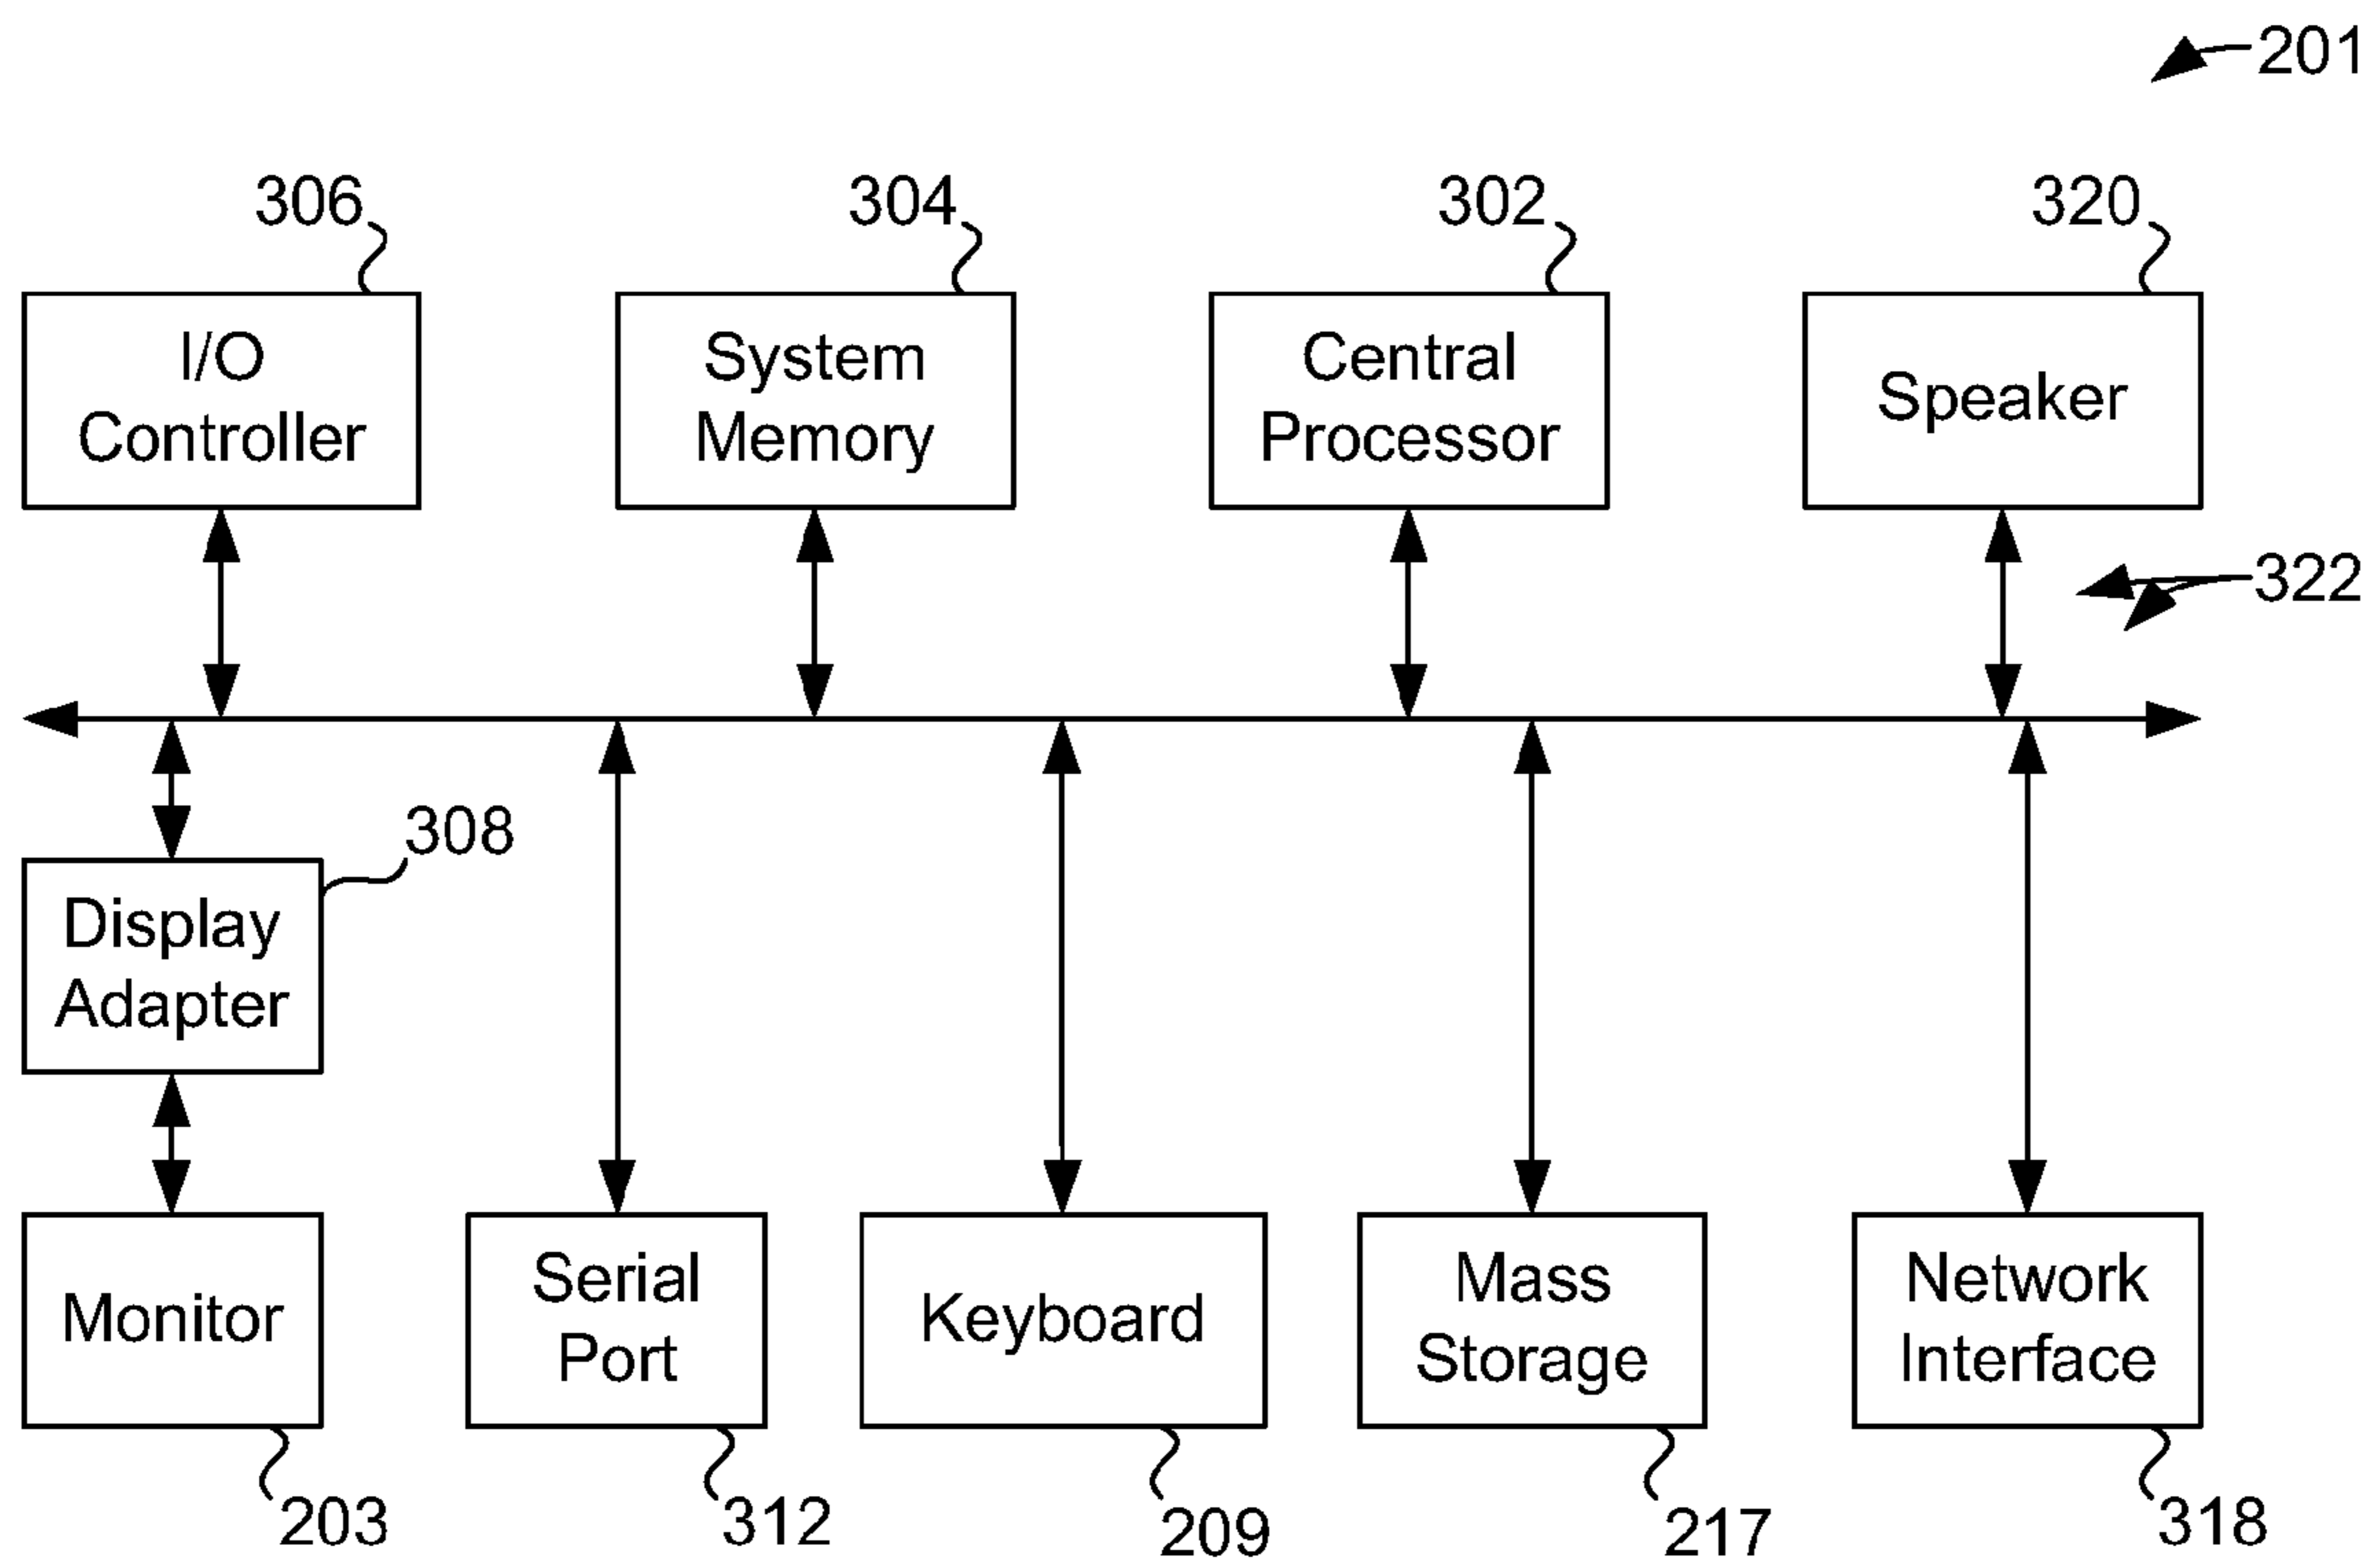 201
306
304
302
320
I/O
Controller
System
Memory
Central
Processor
Speaker
322
308
Display
Adapter
Monitor
Serial
Port
Keyboard
Mass
Storage
Network
Interface
203
312
209
217
318